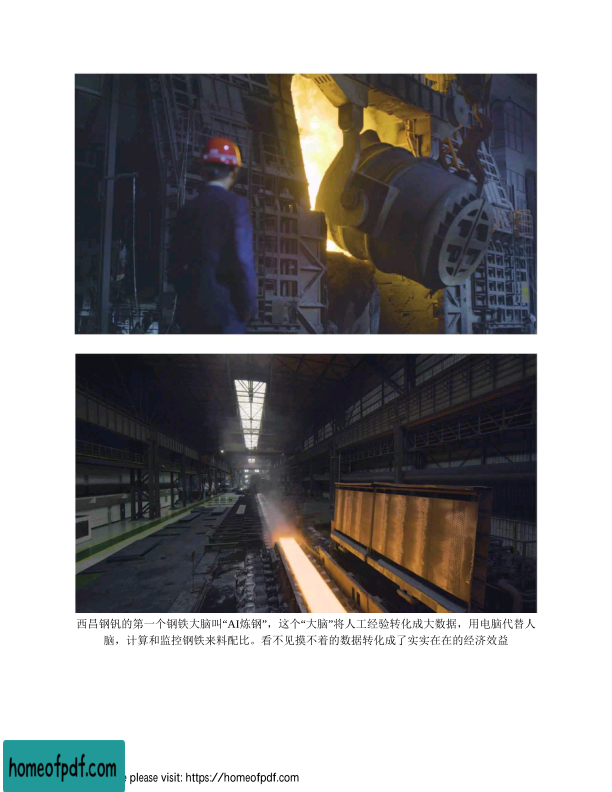 西昌钢钒的第一个钢铁大脑叫“AI炼钢”，这个“大脑”将人工经验转化成大数据，用电脑代替人
脑，计算和监控钢铁来料配比。看不见摸不着的数据转化成了实实在在的经济效益
homeofpdf.com
please visit: https://homeofpdf.com